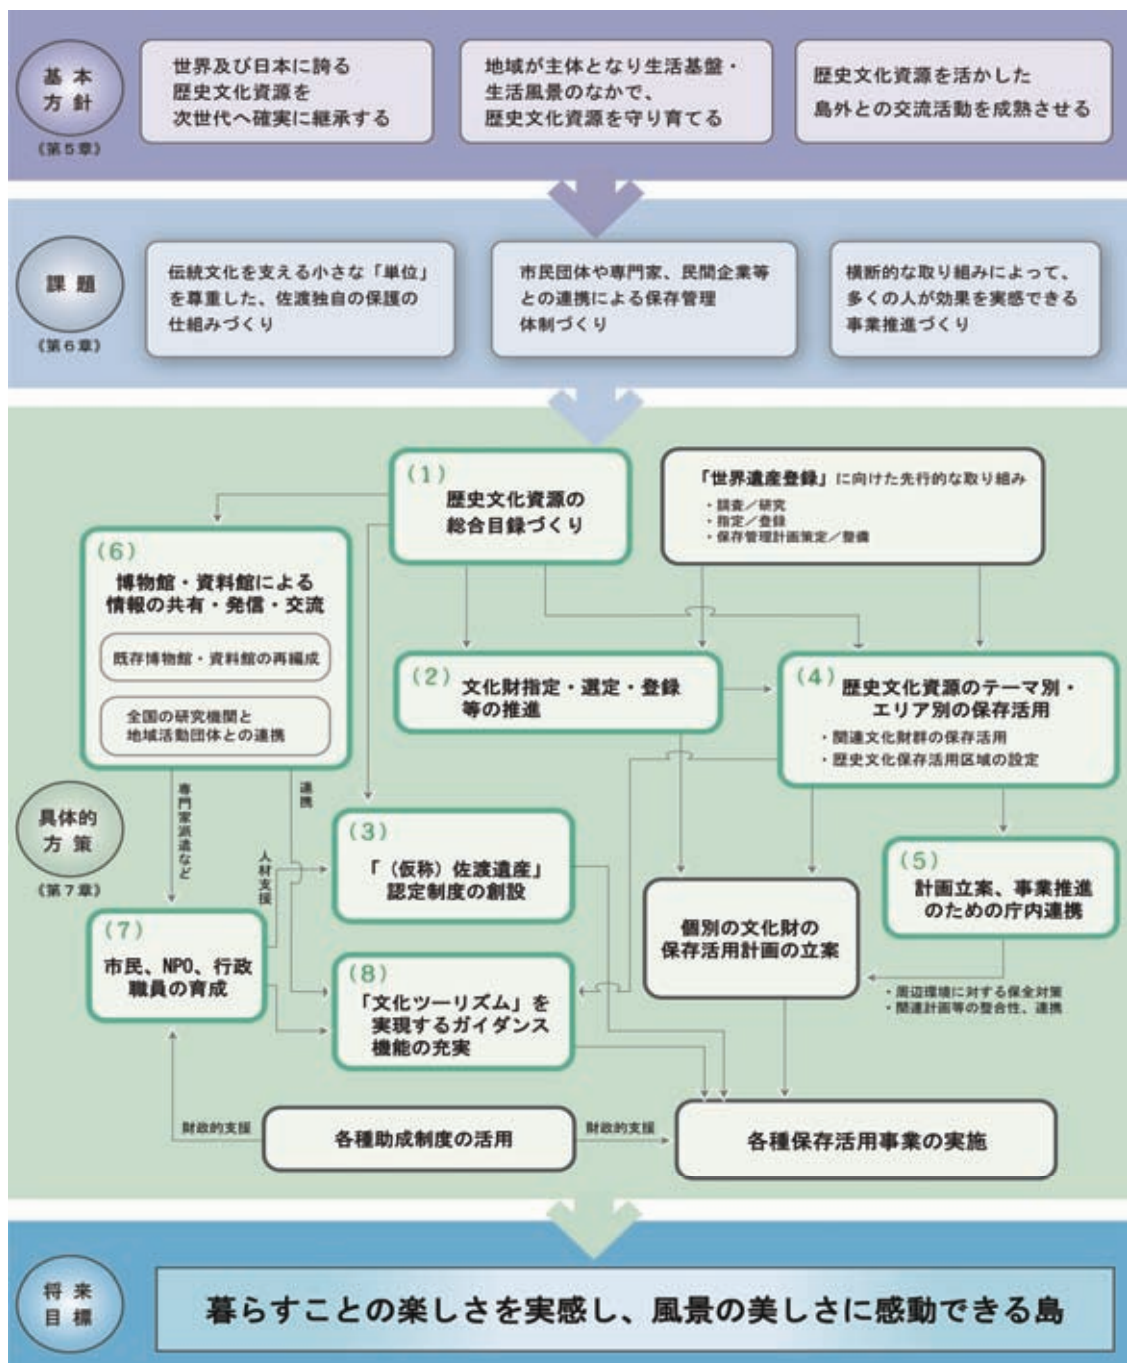 基本
方針
《第5章》
世界及び日本に誇る
歴史文化資源を
次世代へ確実に継承する
地域が主体となり生活基盤・
生活風景のなかで、
歴史文化資源を守り育てる
歴史文化資源を活かした
島外との交流活動を成熟させる
課題
《第6章》
伝統文化を支える小さな「単位」
を尊重した、佐渡独自の保護の
仕組みづくり
市民団体や専門家、民間企業等
との連携による保存管理
体制づくり
横断的な取り組みによって、
多くの人が効果を実感できる
事業推進づくり
具体的
方策
《第7章》
(1)
歴史文化資源の
総合目録づくり
「世界遺産登録」に向けた先行的な取り組み
・調査/研究
・指定/登録
・保存管理計画策定/整備
(6)
博物館・資料館による
情報の共有・発信・交流
既存博物館・資料館の再編成
全国の研究機関と
地域活動団体との連携
(2)
文化財指定・選定・登録
等の推進
(4)
歴史文化資源のテーマ別・
エリア別の保存活用
・関連文化財群の保存活用
・歴史文化保存活用区域の設定
専門家派遣など
連携
人材支援
(3)
「(仮称)佐渡遺産」
認定制度の創設
(5)
計画立案、事業推進
のための庁内連携
個別の文化財の
保存活用計画の立案
(7)
市民、NPO、行政
職員の育成
(8)
「文化ツーリズム」を
実現するガイダンス
機能の充実
・周辺環境に対する保全対策
・関連計画等の整合性、連携
財政的支援
各種助成制度の活用
財政的支援
各種保存活用事業の実施
将来
目標
暮らすことの楽しさを実感し、風景の美しさに感動できる島